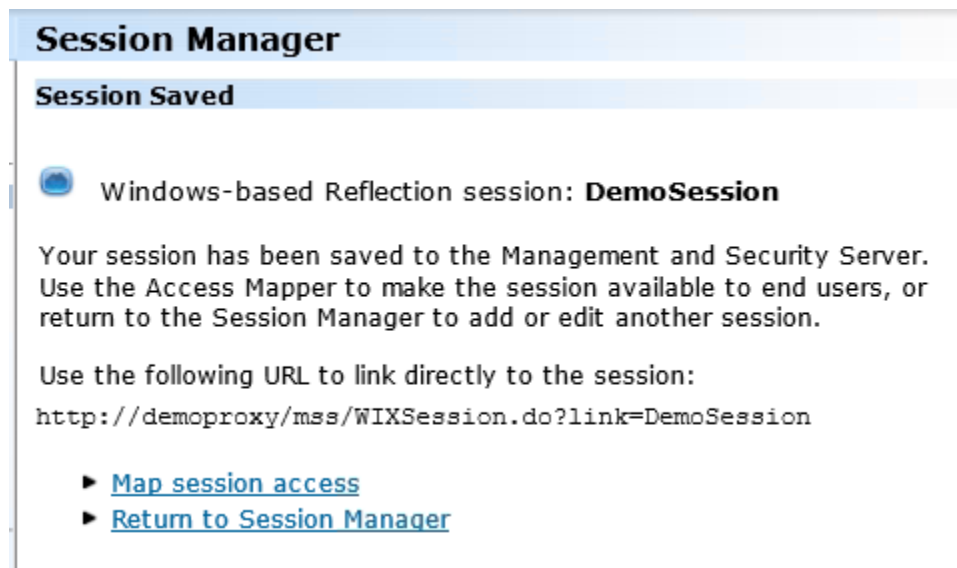 Session Manager
Session Saved
Windows-based Reflection session: DemoSession
Your session has been saved to the Management and Security Server.
Use the Access Mapper to make the session available to end users, or
return to the Session Manager to add or edit another session.
Use the following URL to link directly to the session:
http://demoproxy/mss/WIXSession.do?link=DemoSession
Map session access
Return to Session Manager